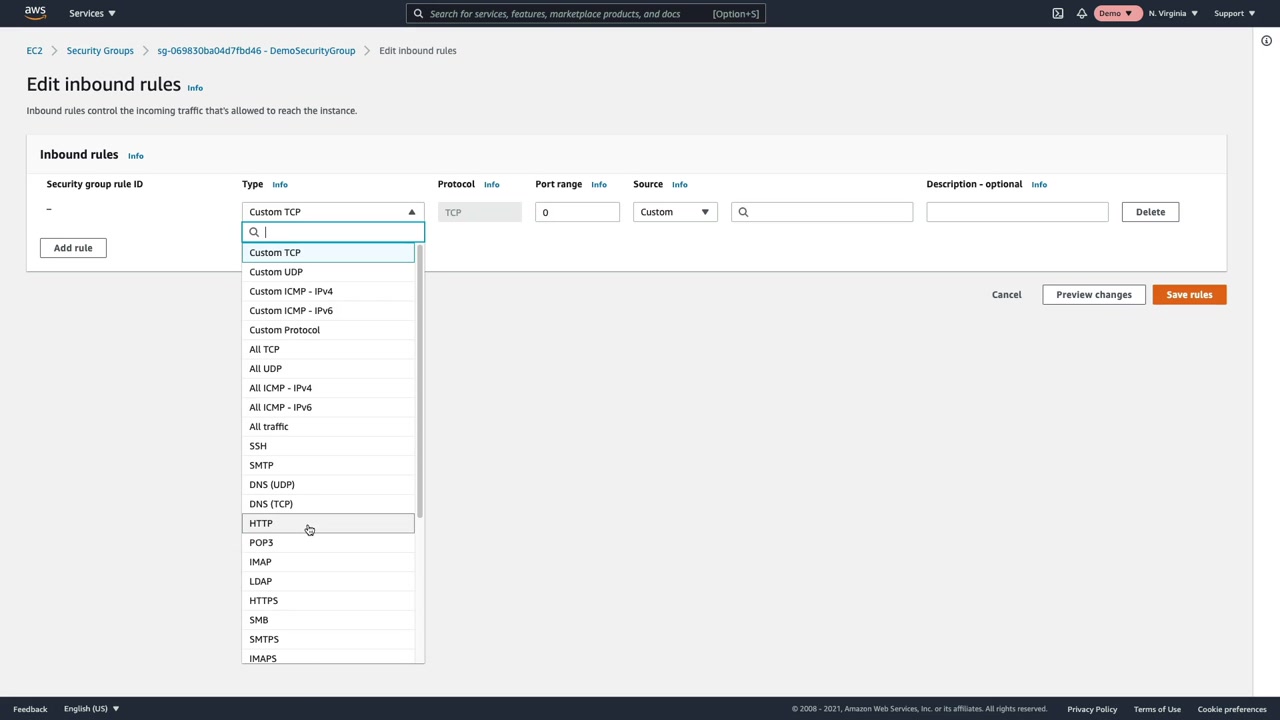 aws Services Search for services, features, marketplace products, and docs [Option+S] Demo N. Virginia Support
EC2 Security Groups sg-069830ba04d7fbd46 - DemoSecurityGroup Edit inbound rules
Edit inbound rules Info
Inbound rules control the incoming traffic that's allowed to reach the instance.
Inbound rules Info
Security group rule ID Type Info Protocol Info Port range Info Source Info Description - optional Info
– Custom TCP TCP 0 Custom Delete
Add rule
Custom TCP
Custom UDP
Custom ICMP - IPv4
Custom ICMP - IPv6
Custom Protocol
All TCP
All UDP
All ICMP - IPv4
All ICMP - IPv6
All traffic
SSH
SMTP
DNS (UDP)
DNS (TCP)
HTTP
POP3
IMAP
LDAP
HTTPS
SMB
SMTPS
IMAPS
Cancel Preview changes Save rules
Feedback English (US) © 2008 - 2021, Amazon Web Services, Inc. or its affiliates. All rights reserved. Privacy Policy Terms of Use Cookie preferences